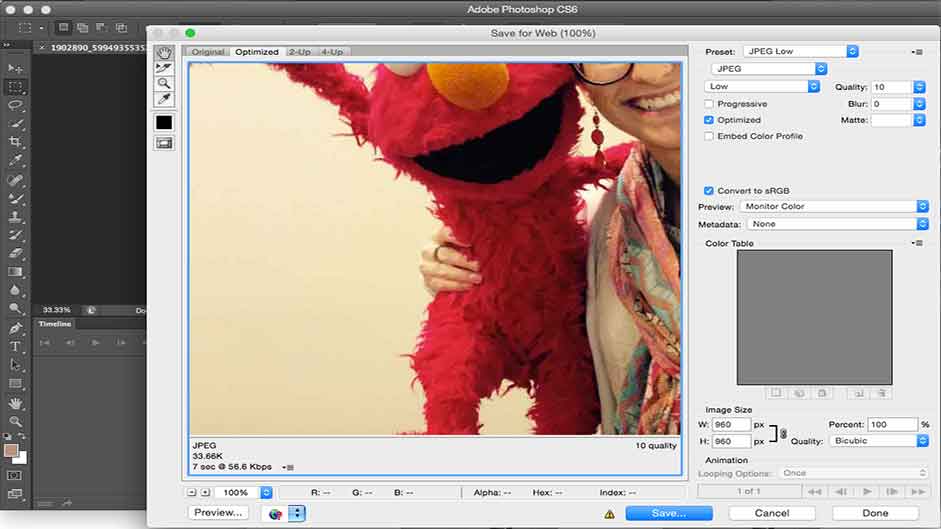 Adobe Photoshop CS6
Save for Web (100%)
1902890_5994935535
Original Optimized 2-Up 4-Up
Preset: JPEG Low
JPEG
Low Quality: 10
Progressive Blur: 0
Optimized Matte:
Embed Color Profile
Convert to sRGB
Preview: Monitor Color
Metadata: None
Color Table
33.33% Do
Timeline
Image Size
W: 960 px Percent: 100 %
H: 960 px Quality: Bicubic
JPEG 10 quality
33.66K
7 sec @ 56.6 Kbps
Animation
Looping Options: Once
100% R: -- G: -- B: -- Alpha: -- Hex: -- Index: --
1 of 1
Preview... Save... Cancel Done